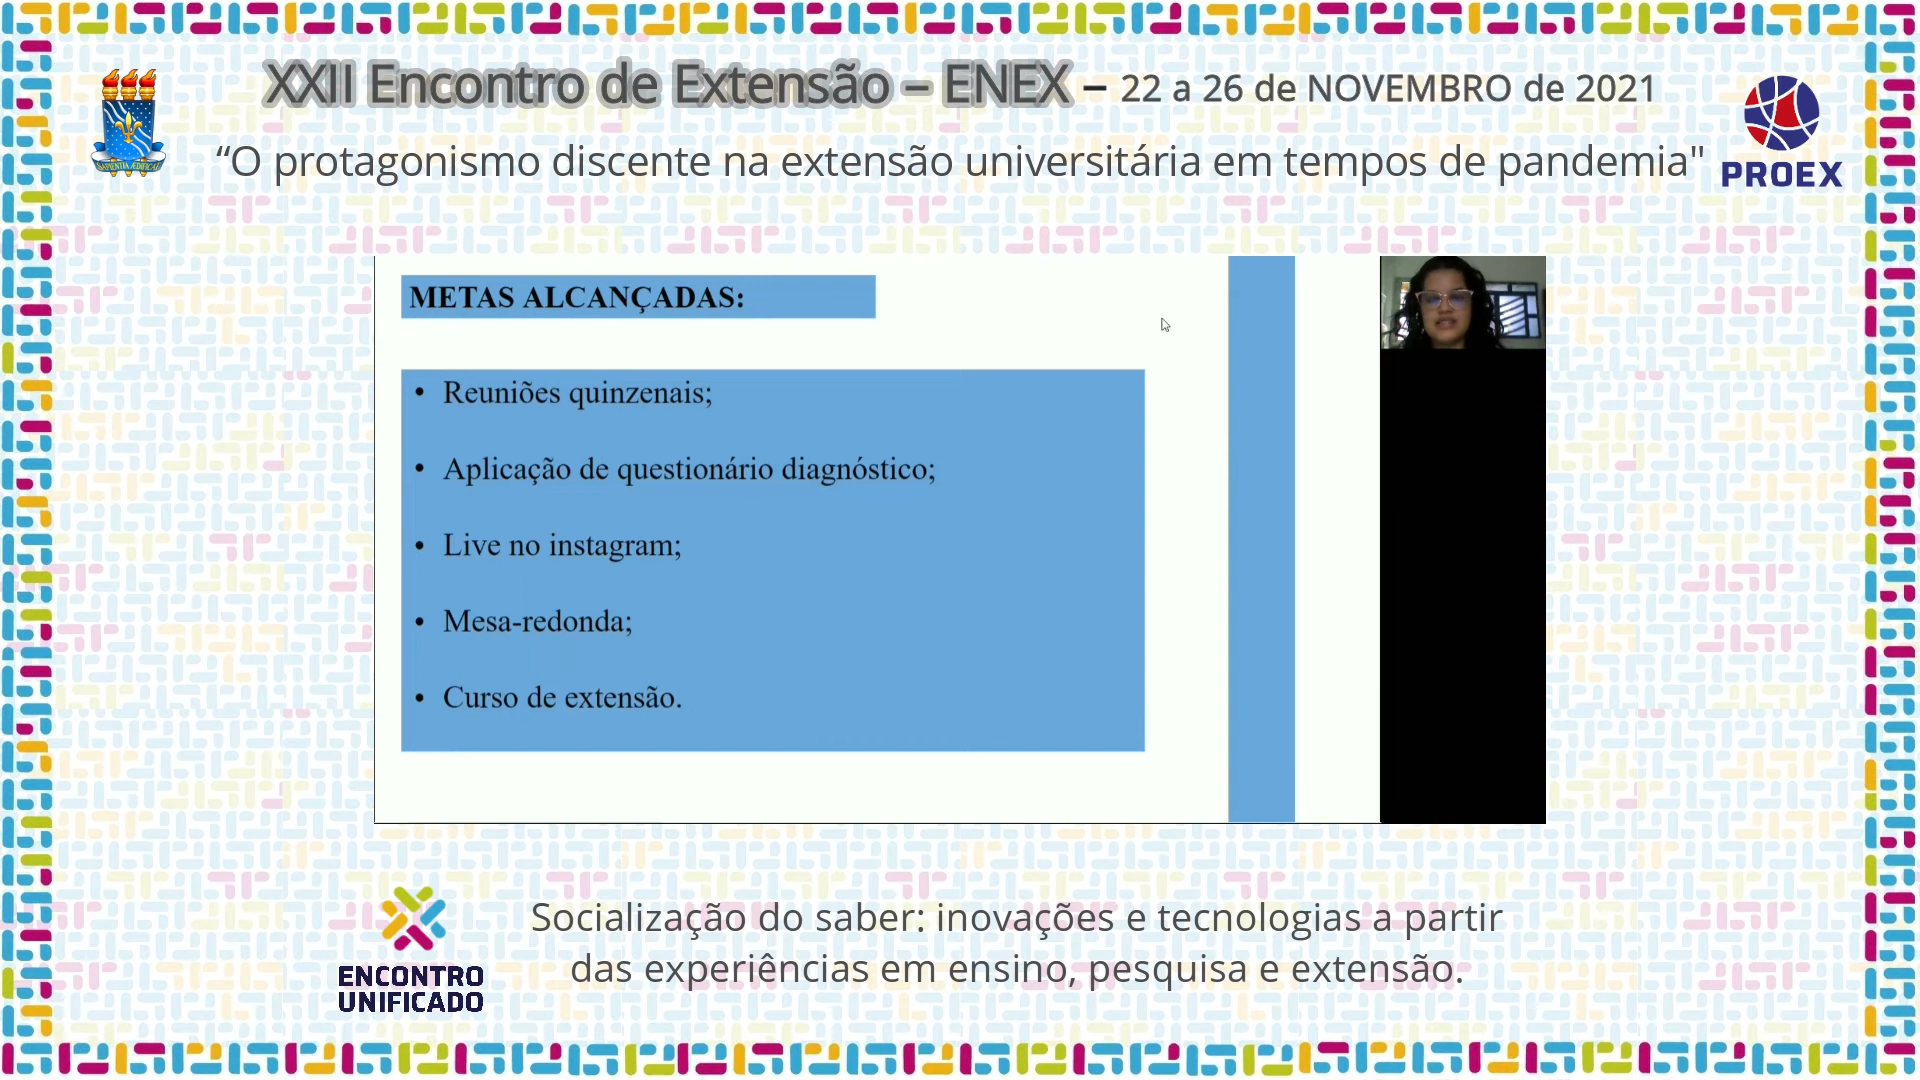 XXII Encontro de Extensão – ENEX – 22 a 26 de NOVEMBRO de 2021
“O protagonismo discente na extensão universitária em tempos de pandemia"
SAPIENTIA ÆDIFICAT
PROEX
METAS ALCANÇADAS:
• Reuniões quinzenais;
• Aplicação de questionário diagnóstico;
• Live no instagram;
• Mesa-redonda;
• Curso de extensão.
ENCONTRO
UNIFICADO
Socialização do saber: inovações e tecnologias a partir
das experiências em ensino, pesquisa e extensão.